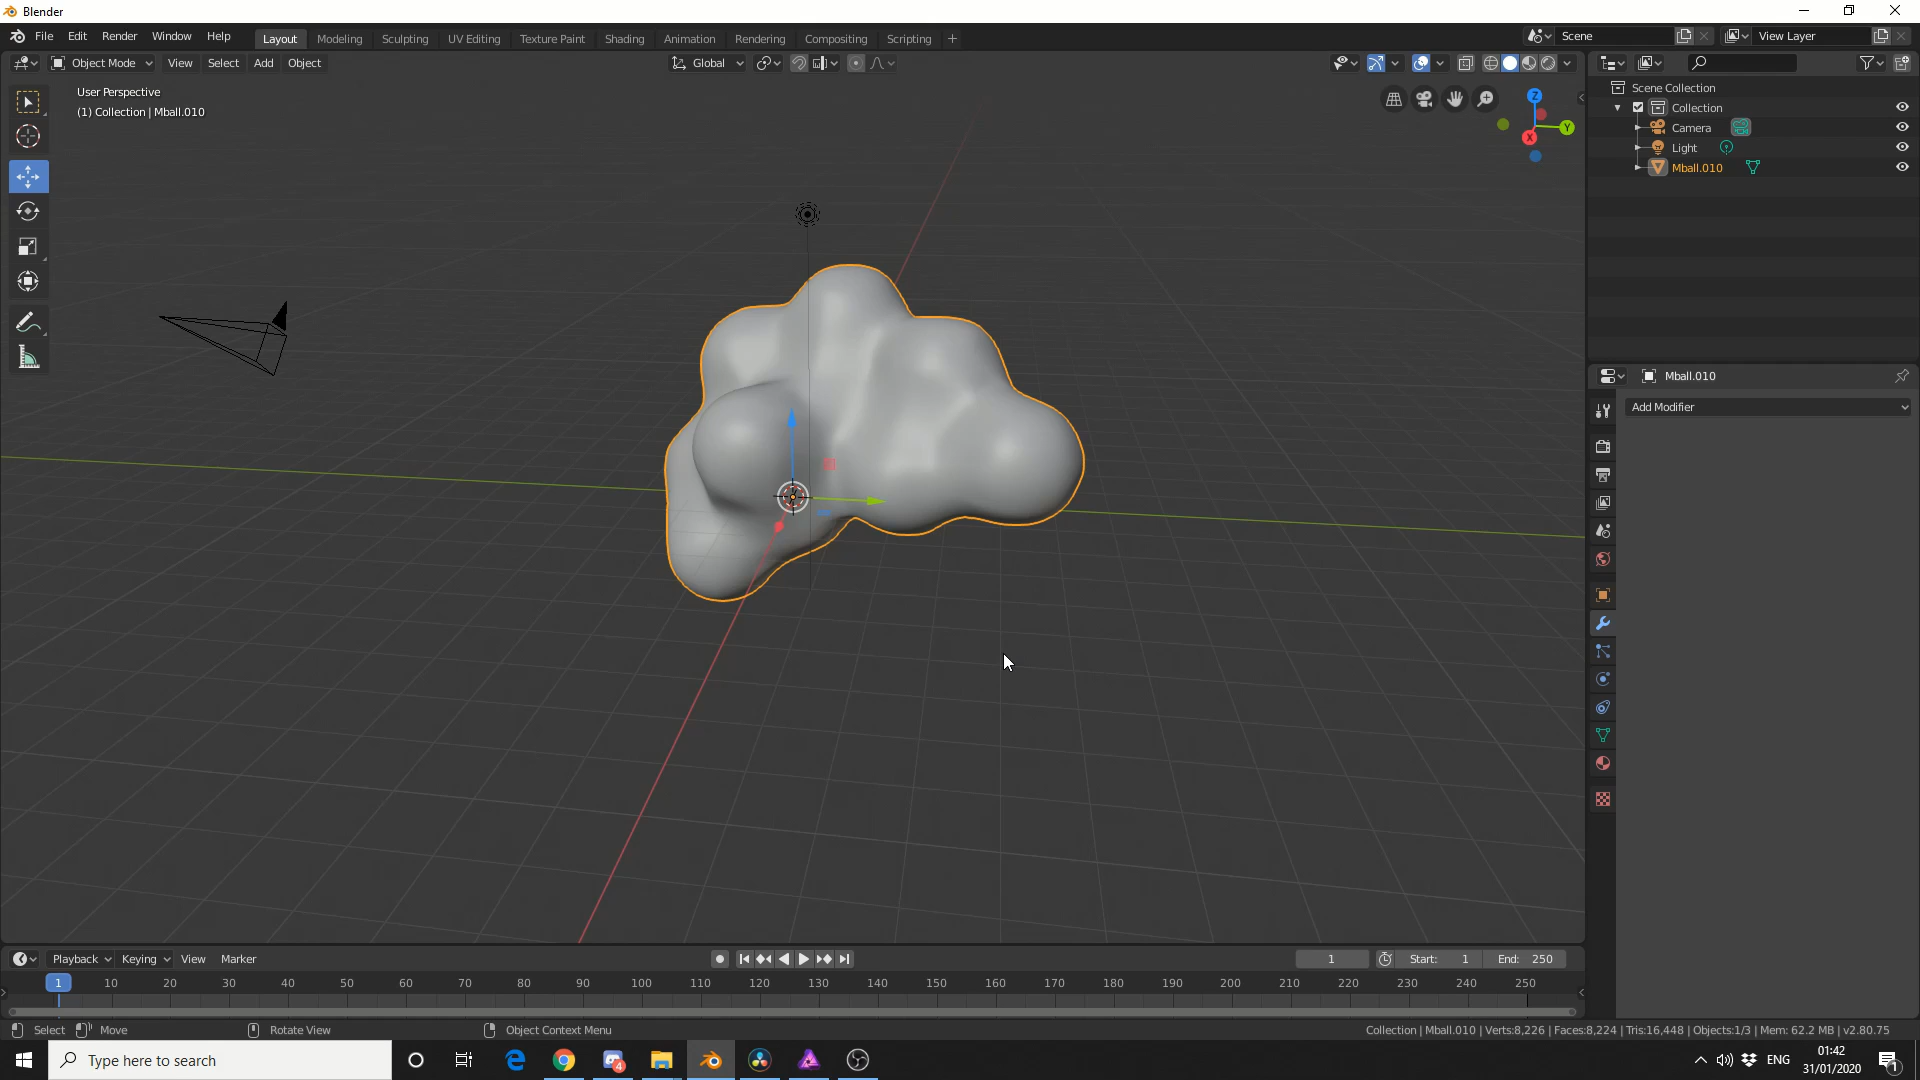 Blender
File Edit Render Window Help Layout Modeling Sculpting UV Editing Texture Paint Shading Animation Rendering Compositing Scripting + Scene View Layer
Object Mode View Select Add Object Global
User Perspective
(1) Collection | Mball.010
Z
Y
X
Scene Collection
Collection
Camera
Light
Mball.010
Mball.010
Add Modifier
Playback Keying View Marker 1 Start: 1 End: 250
1 10 20 30 40 50 60 70 80 90 100 110 120 130 140 150 160 170 180 190 200 210 220 230 240 250
Select Move Rotate View Object Context Menu Collection | Mball.010 | Verts:8,226 | Faces:8,224 | Tris:16,448 | Objects:1/3 | Mem: 62.2 MB | v2.80.75
Type here to search 4 ENG 01:42
31/01/2020 1